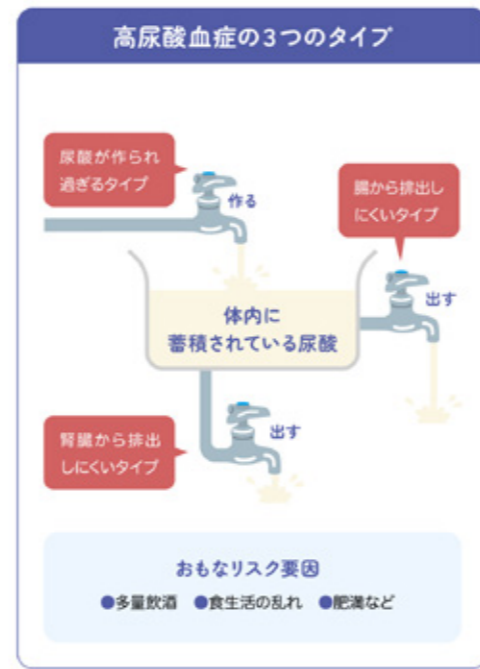 高尿酸血症の3つのタイプ
尿酸が作られ
過ぎるタイプ
作る
腸から排出し
にくいタイプ
出す
体内に
蓄積されている尿酸
腎臓から排出
しにくいタイプ
出す
おもなリスク要因
●多量飲酒 ●食生活の乱れ ●肥満など